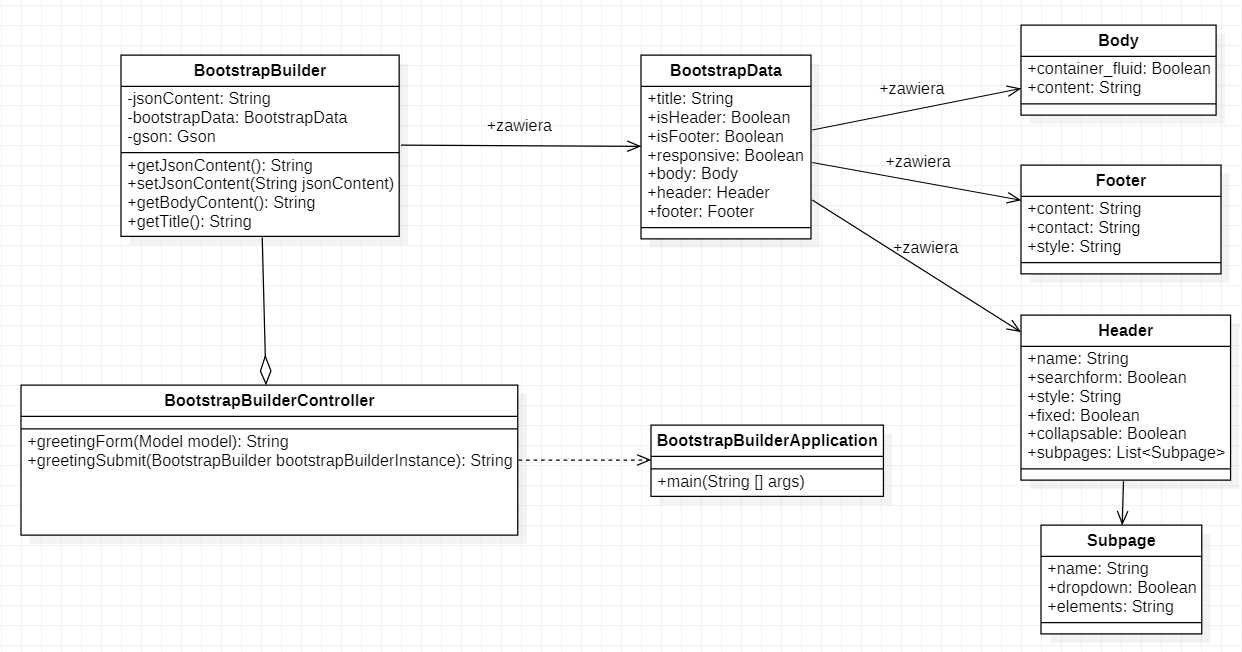 BootstrapBuilder
-jsonContent: String
-bootstrapData: BootstrapData
-gson: Gson
+getJsonContent(): String
+setJsonContent(String jsonContent)
+getBodyContent(): String
+getTitle(): String
+zawiera
BootstrapData
+title: String
+isHeader: Boolean
+isFooter: Boolean
+responsive: Boolean
+body: Body
+header: Header
+footer: Footer
+zawiera
+zawiera
+zawiera
Body
+container_fluid: Boolean
+content: String
Footer
+content: String
+contact: String
+style: String
Header
+name: String
+searchform: Boolean
+style: String
+fixed: Boolean
+collapsable: Boolean
+subpages: List<Subpage>
Subpage
+name: String
+dropdown: Boolean
+elements: String
BootstrapBuilderController
+greetingForm(Model model): String
+greetingSubmit(BootstrapBuilder bootstrapBuilderInstance): String
BootstrapBuilderApplication
+main(String [] args)